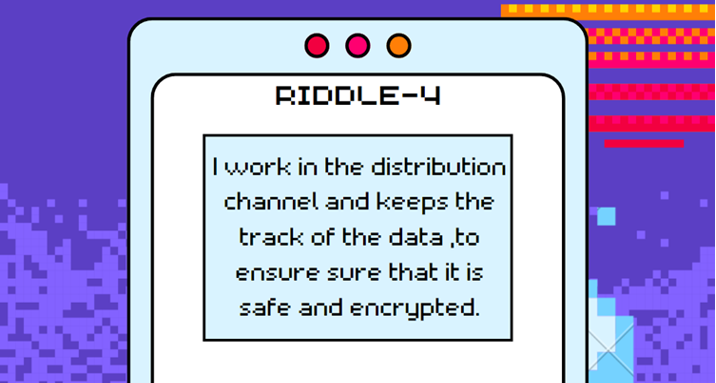 RIDDLE-4
I work in the distribution
channel and keeps the
track of the data ,to
ensure sure that it is
safe and encrypted.